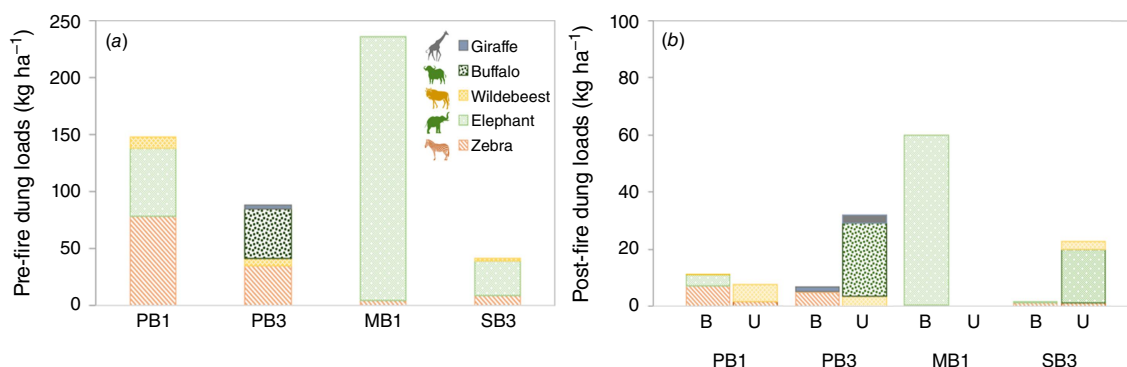 (a)
Pre-fire dung loads (kg ha⁻¹)
250
200
150
100
50
0
Giraffe
Buffalo
Wildebeest
Elephant
Zebra
PB1 PB3 MB1 SB3
(b)
Post-fire dung loads (kg ha⁻¹)
100
80
60
40
20
0
B U B U B U B U
PB1 PB3 MB1 SB3